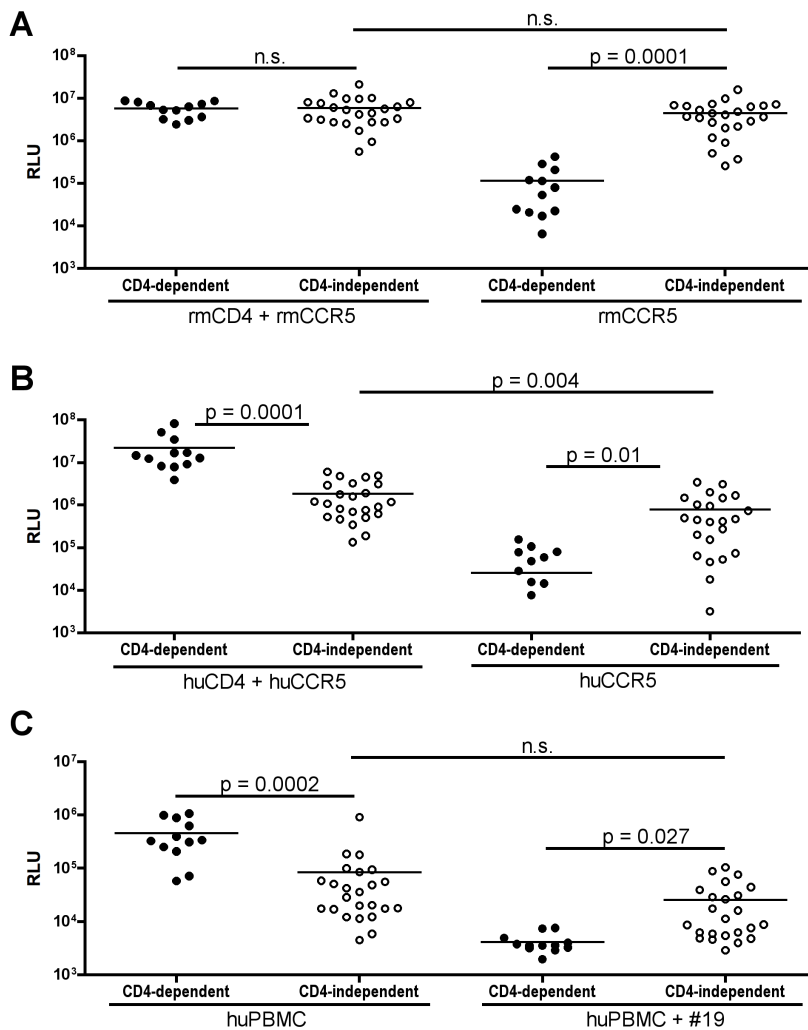 A
n.s.
n.s.
p = 0.0001
10⁸
10⁷
10⁶
10⁵
10⁴
10³
RLU
CD4-dependent
CD4-independent
CD4-dependent
CD4-independent
rmCD4 + rmCCR5
rmCCR5
B
p = 0.004
p = 0.0001
p = 0.01
10⁸
10⁷
10⁶
10⁵
10⁴
10³
RLU
CD4-dependent
CD4-independent
CD4-dependent
CD4-independent
huCD4 + huCCR5
huCCR5
C
n.s.
p = 0.0002
p = 0.027
10⁷
10⁶
10⁵
10⁴
10³
RLU
CD4-dependent
CD4-independent
CD4-dependent
CD4-independent
huPBMC
huPBMC + #19